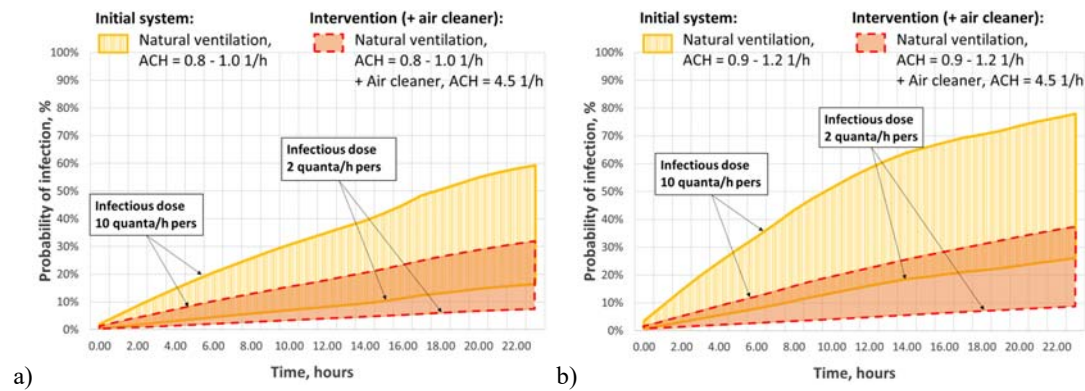 Initial system:
Intervention (+ air cleaner):
Natural ventilation,
ACH = 0.8 - 1.0 1/h
Natural ventilation,
ACH = 0.8 - 1.0 1/h
+ Air cleaner, ACH = 4.5 1/h
Probability of infection, %
100%
90%
80%
70%
60%
50%
40%
30%
20%
10%
0%
Infectious dose
2 quanta/h pers
Infectious dose
10 quanta/h pers
0.00 2.00 4.00 6.00 8.00 10.00 12.00 14.00 16.00 18.00 20.00 22.00
Time, hours
a)
Initial system:
Intervention (+ air cleaner):
Natural ventilation,
ACH = 0.9 - 1.2 1/h
Natural ventilation,
ACH = 0.9 - 1.2 1/h
+ Air cleaner, ACH = 4.5 1/h
Probability of infection, %
100%
90%
80%
70%
60%
50%
40%
30%
20%
10%
0%
Infectious dose
2 quanta/h pers
Infectious dose
10 quanta/h pers
0.00 2.00 4.00 6.00 8.00 10.00 12.00 14.00 16.00 18.00 20.00 22.00
Time, hours
b)